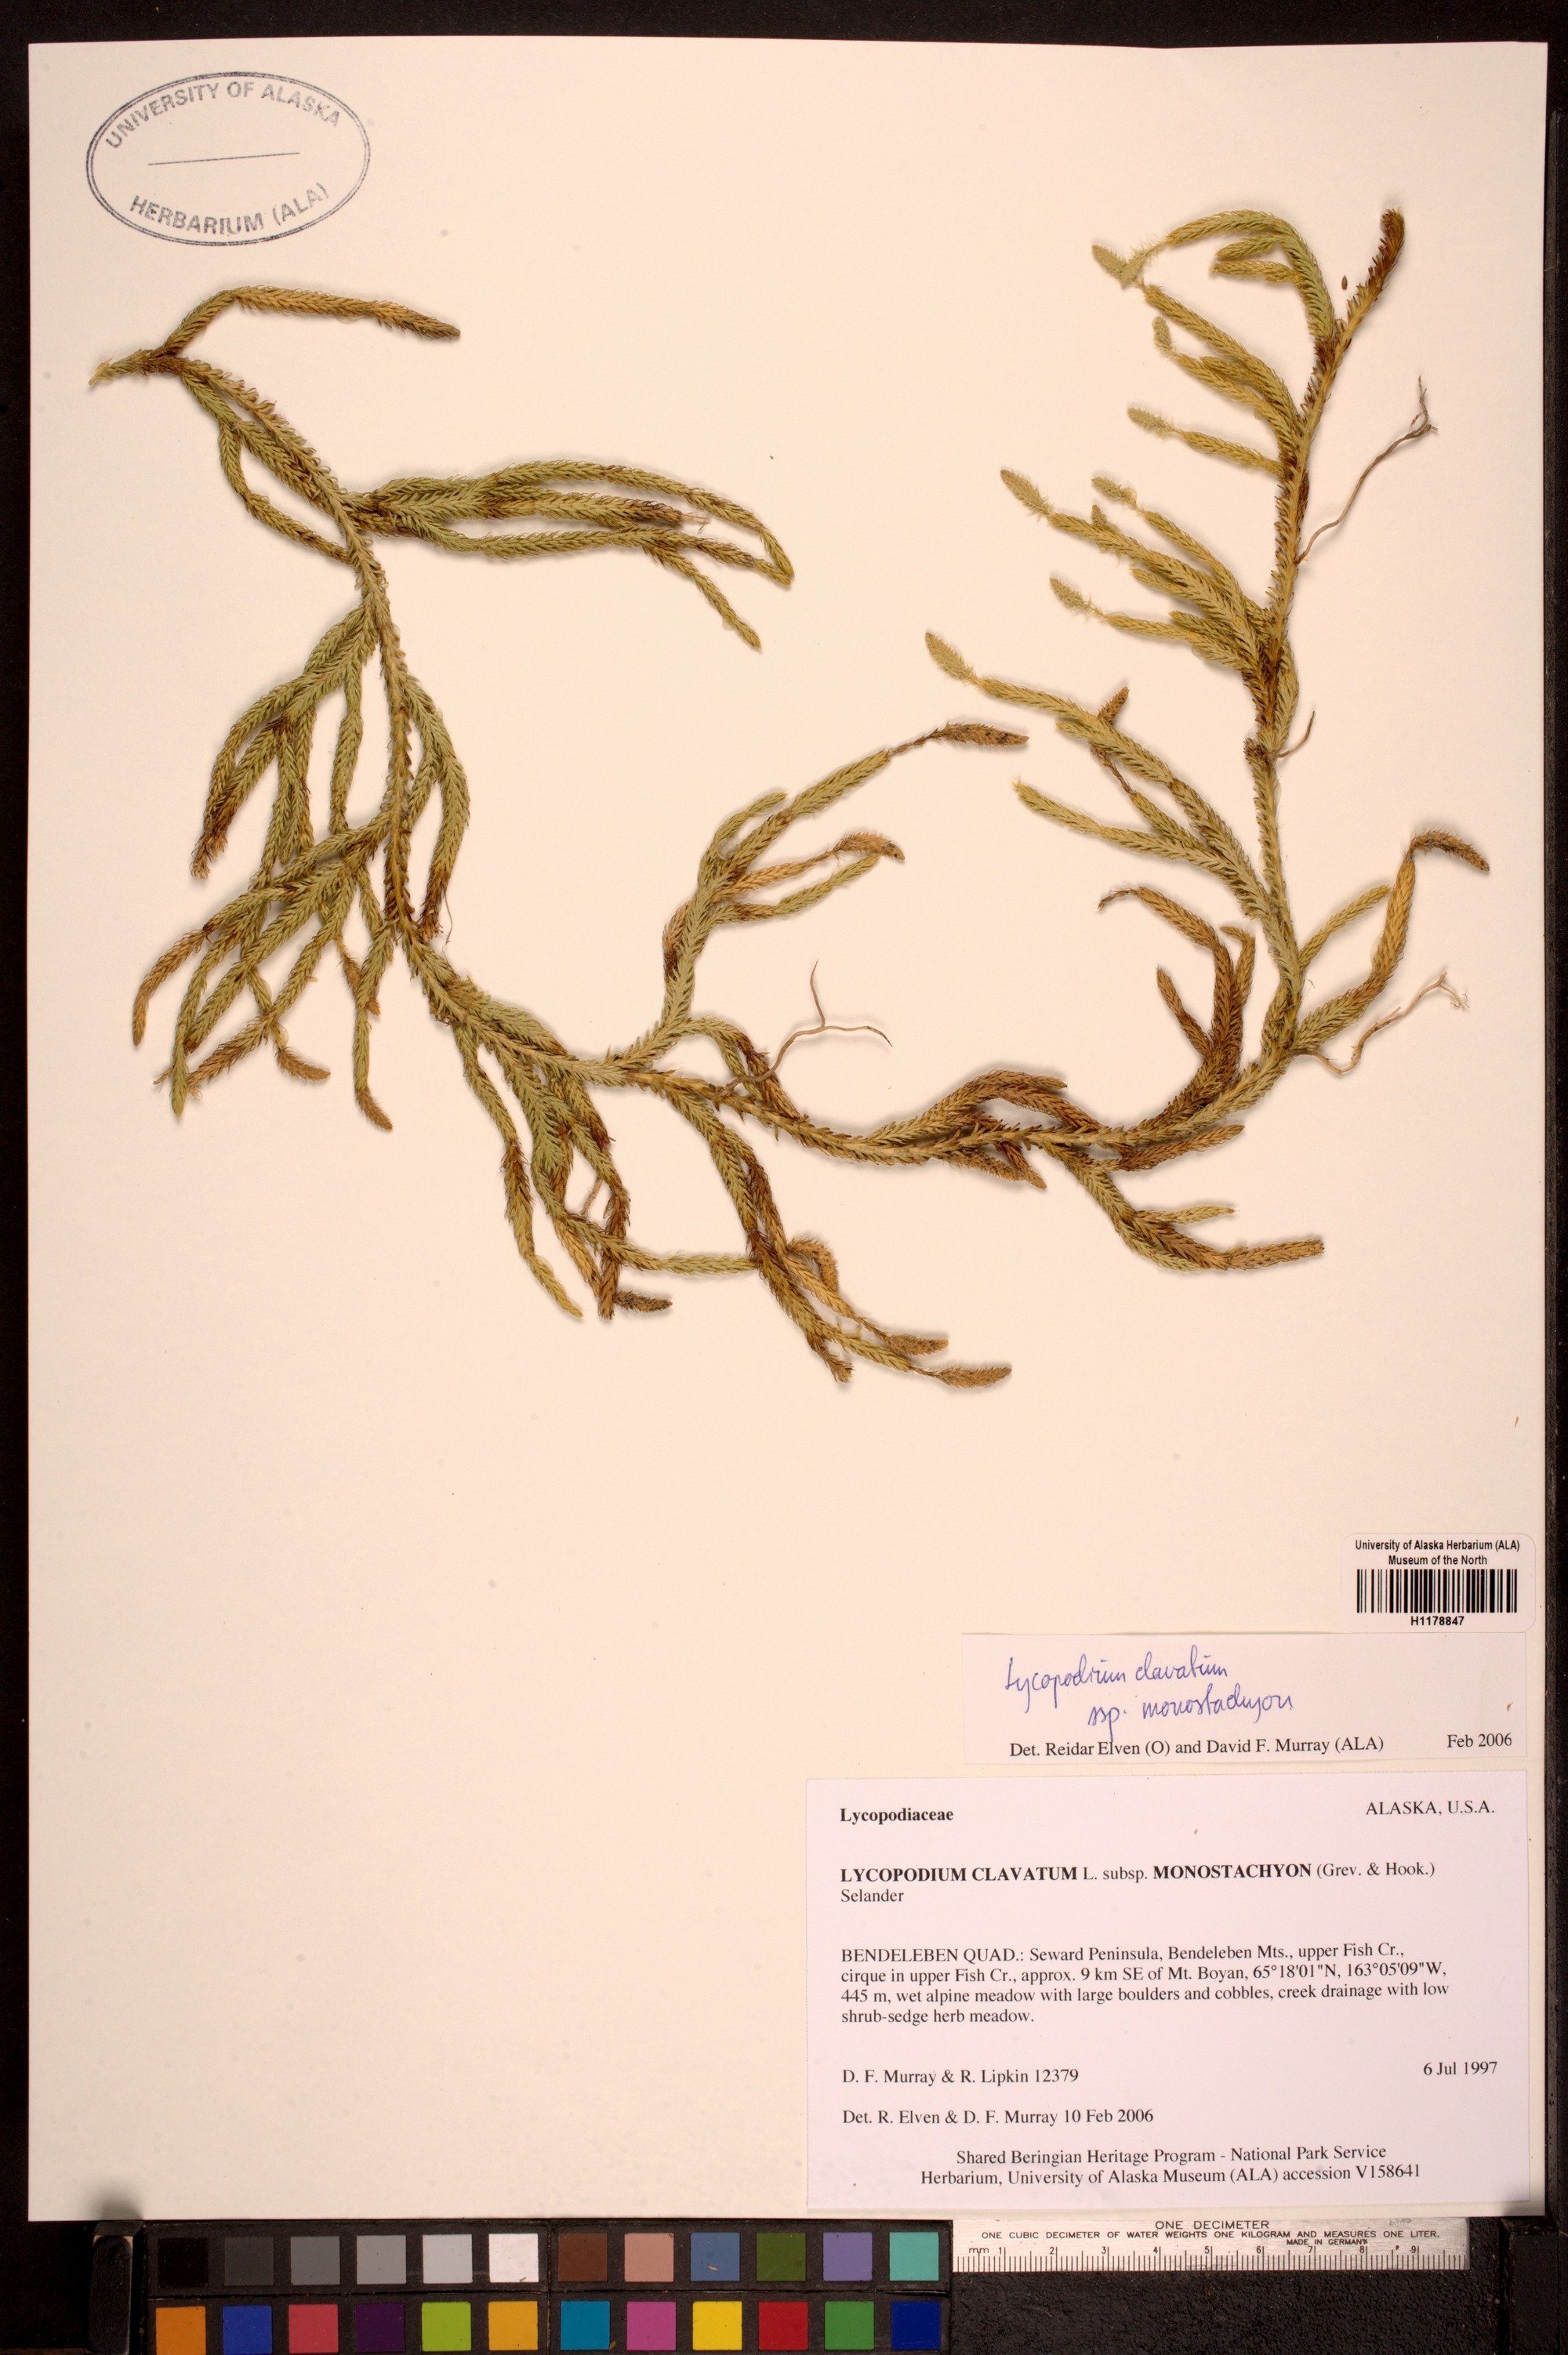 UNIVERSITY OF ALASKA
HERBARIUM (ALA)
University of Alaska Herbarium (ALA)
Museum of the North
H1178847
Lycopodium clavatum
ssp. monostachyon
Det. Reidar Elven (O) and David F. Murray (ALA) Feb 2006
Lycopodiaceae ALASKA, U.S.A.
LYCOPODIUM CLAVATUM L. subsp. MONOSTACHYON (Grev. & Hook.)
Selander
BENDELEBEN QUAD.: Seward Peninsula, Bendeleben Mts., upper Fish Cr.,
cirque in upper Fish Cr., approx. 9 km SE of Mt. Boyan, 65°18'01"N, 163°05'09"W,
445 m, wet alpine meadow with large boulders and cobbles, creek drainage with low
shrub-sedge herb meadow.
D. F. Murray & R. Lipkin 12379 6 Jul 1997
Det. R. Elven & D. F. Murray 10 Feb 2006
Shared Beringian Heritage Program - National Park Service
Herbarium, University of Alaska Museum (ALA) accession V158641
ONE DECIMETER
ONE CUBIC DECIMETER OF WATER WEIGHTS ONE KILOGRAM AND MEASURES ONE LITER.
MADE IN GERMANY
mm 1 2 3 4 5 6 7 8 9